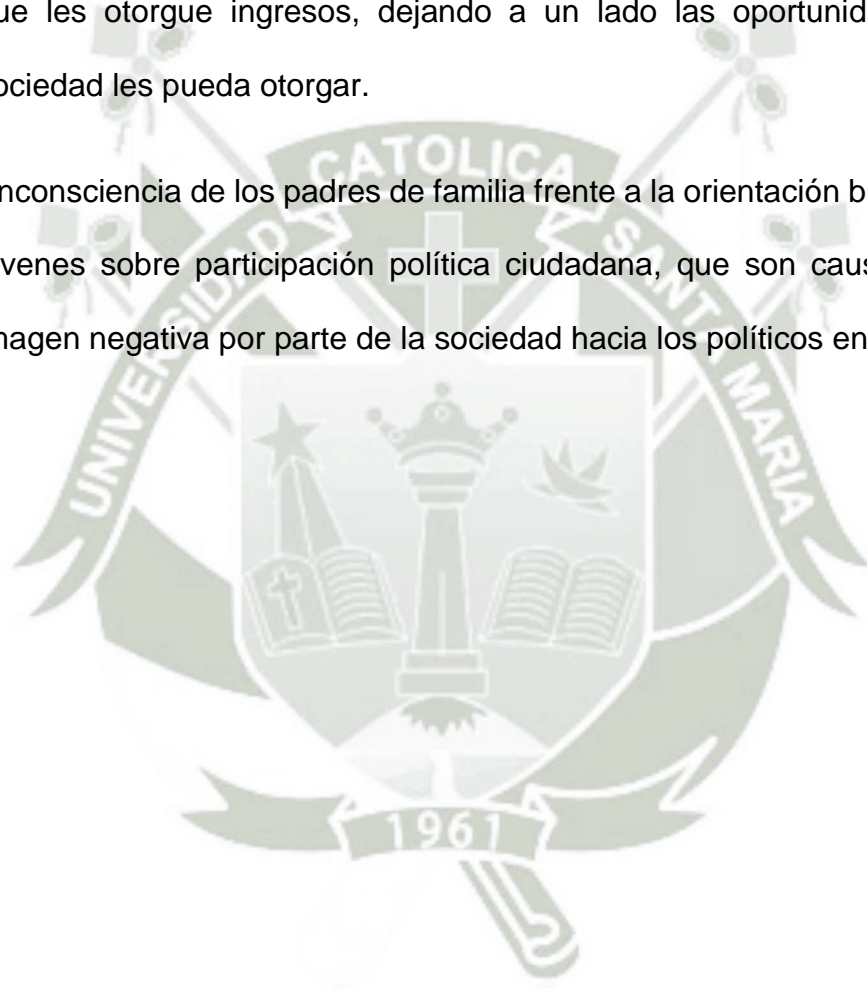 ue les otorgue ingresos, dejando a un lado las oportunid
ociedad les pueda otorgar.
nconsciencia de los padres de familia frente a la orientación b
venes sobre participación política ciudadana, que son caus
nagen negativa por parte de la sociedad hacia los políticos en
UNIVERSIDAD CATOLICA SANTA MARIA
1961